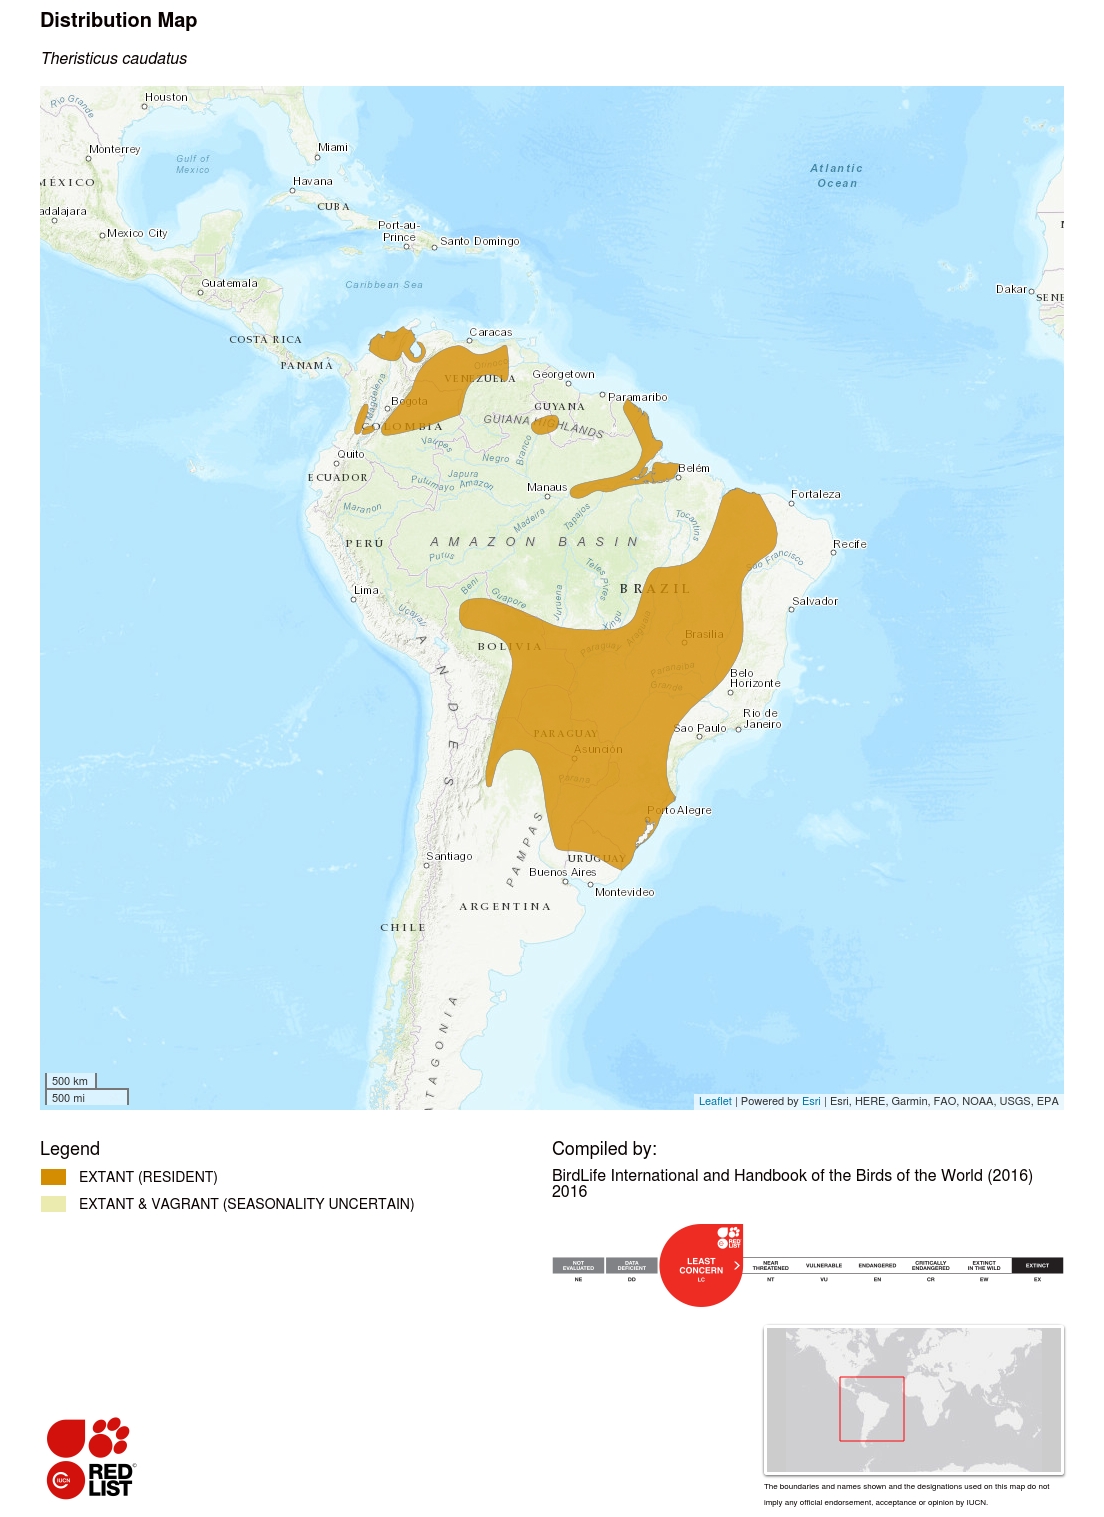 Distribution Map
Theristicus caudatus
Houston
Rio Grande
Monterrey
Gulf of
Mexico
Miami
MÉXICO
Havana
CUBA
adalajara
Mexico City
Port-au-
Prince
Santo Domingo
Atlantic
Ocean
Guatemala
Caribbean Sea
Dakar
SENE
COSTA RICA
PANAMÁ
Caracas
Orinoco
VENEZUELA
Georgetown
Magdalena
Bogota
GUYANA
Paramaribo
COLOMBIA
GUIANA HIGHLANDS
Vaupes
Branco
Quito
ECUADOR
Negro
Japura
Putumayo
Amazon
Manaus
Belém
Fortaleza
Maranon
Madeira
Tapajos
Tocantins
PERÚ
AMAZON BASIN
Purus
Recife
Sao Francisco
Teles Pires
Beni
Guapore
Juruena
BRAZIL
Lima
Ucayali
Xingu
Araguaia
Salvador
ANDES
BOLIVIA
Paraguay
Brasilia
Paranaiba
Grange
Belo
Horizonte
Rio de
Janeiro
Sao Paulo
PARAGUAY
Asunción
Parana
Porto Alegre
PAMPAS
Santiago
URUGUAY
Buenos Aires
Montevideo
ARGENTINA
CHILE
ATAGONIA
500 km
500 mi
Leaflet | Powered by Esri | Esri, HERE, Garmin, FAO, NOAA, USGS, EPA
Legend
EXTANT (RESIDENT)
EXTANT & VAGRANT (SEASONALITY UNCERTAIN)
Compiled by:
BirdLife International and Handbook of the Birds of the World (2016)
2016
RED
LIST
NOT
EVALUATED
NE
DATA
DEFICIENT
DD
LEAST
CONCERN
LC
NEAR
THREATENED
NT
VULNERABLE
VU
ENDANGERED
EN
CRITICALLY
ENDANGERED
CR
EXTINCT
IN THE WILD
EW
EXTINCT
EX
IUCN
RED
LIST
The boundaries and names shown and the designations used on this map do not
imply any official endorsement, acceptance or opinion by IUCN.